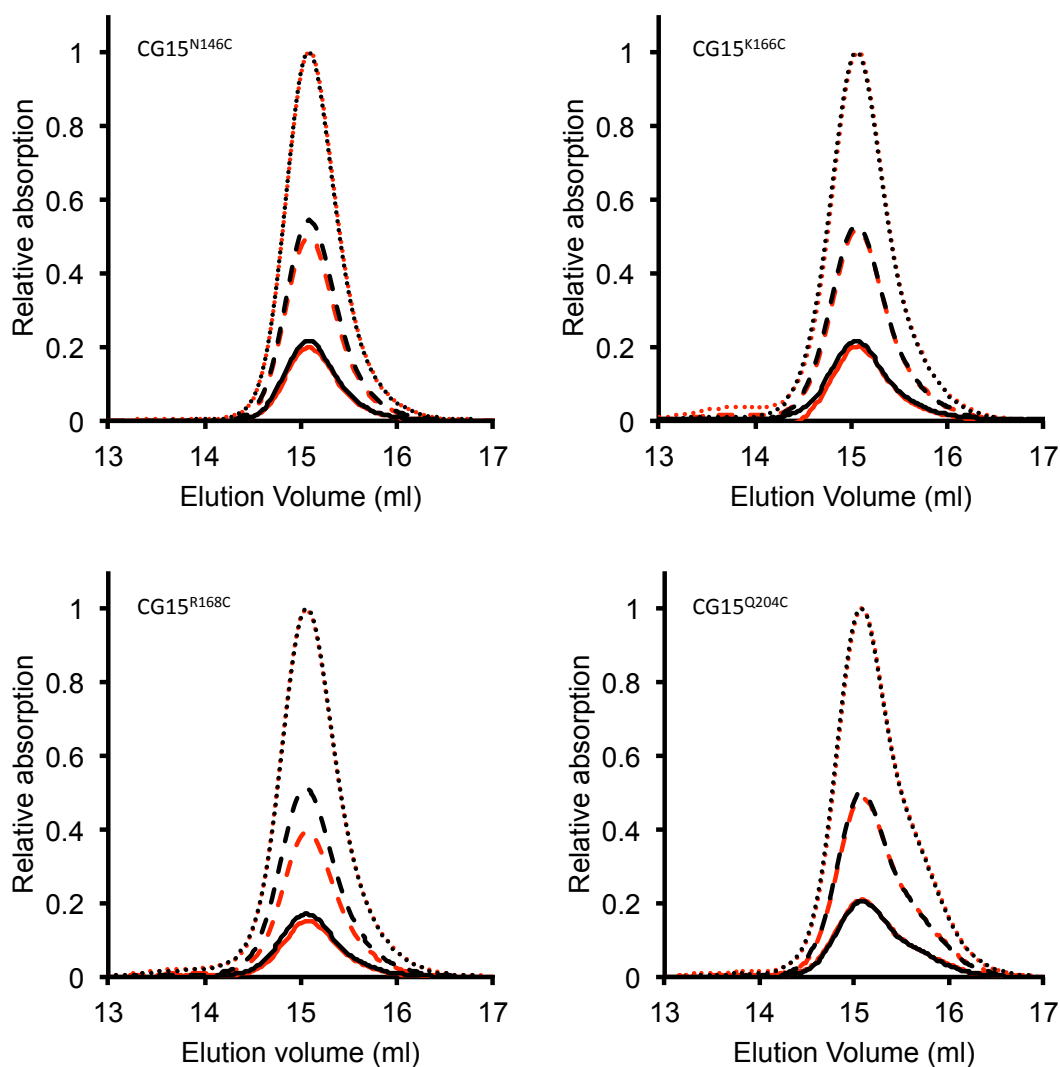 CG15N146C
Relative absorption
1
0.8
0.6
0.4
0.2
0
13 14 15 16 17
Elution Volume (ml)
CG15K166C
Relative absorption
1
0.8
0.6
0.4
0.2
0
13 14 15 16 17
Elution Volume (ml)
CG15R168C
Relative absorption
1
0.8
0.6
0.4
0.2
0
13 14 15 16 17
Elution volume (ml)
CG15Q204C
Relative absorption
1
0.8
0.6
0.4
0.2
0
13 14 15 16 17
Elution Volume (ml)